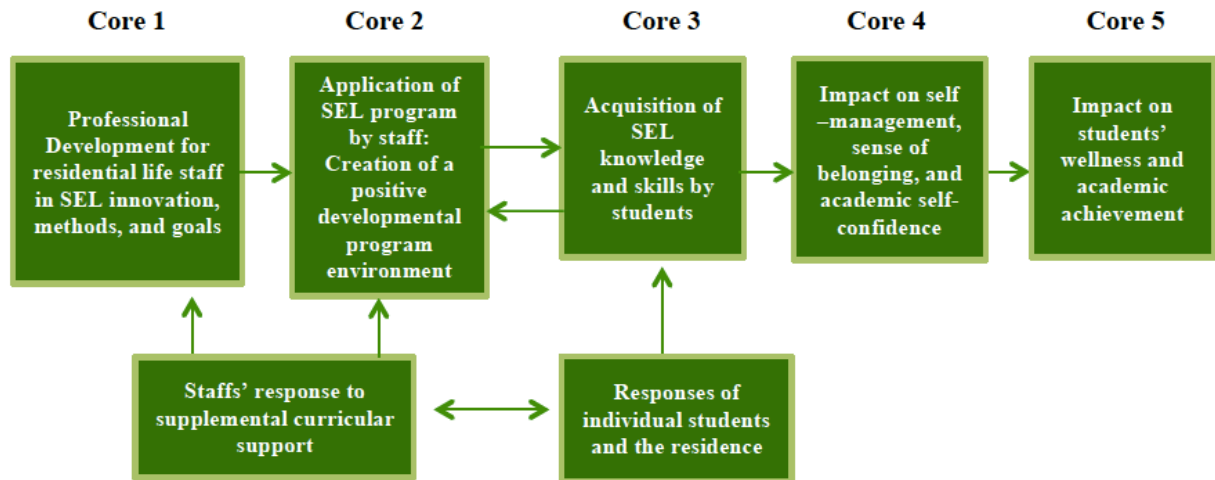 Core 1
Core 2
Core 3
Core 4
Core 5
Professional
Development for
residential life staff
in SEL innovation,
methods, and goals
Application of
SEL program
by staff:
Creation of a
positive
developmental
program
environment
Acquisition of
SEL
knowledge
and skills by
students
Impact on self
–management,
sense of
belonging, and
academic self-
confidence
Impact on
students’
wellness and
academic
achievement
Staffs’ response to
supplemental curricular
support
Responses of
individual students
and the residence